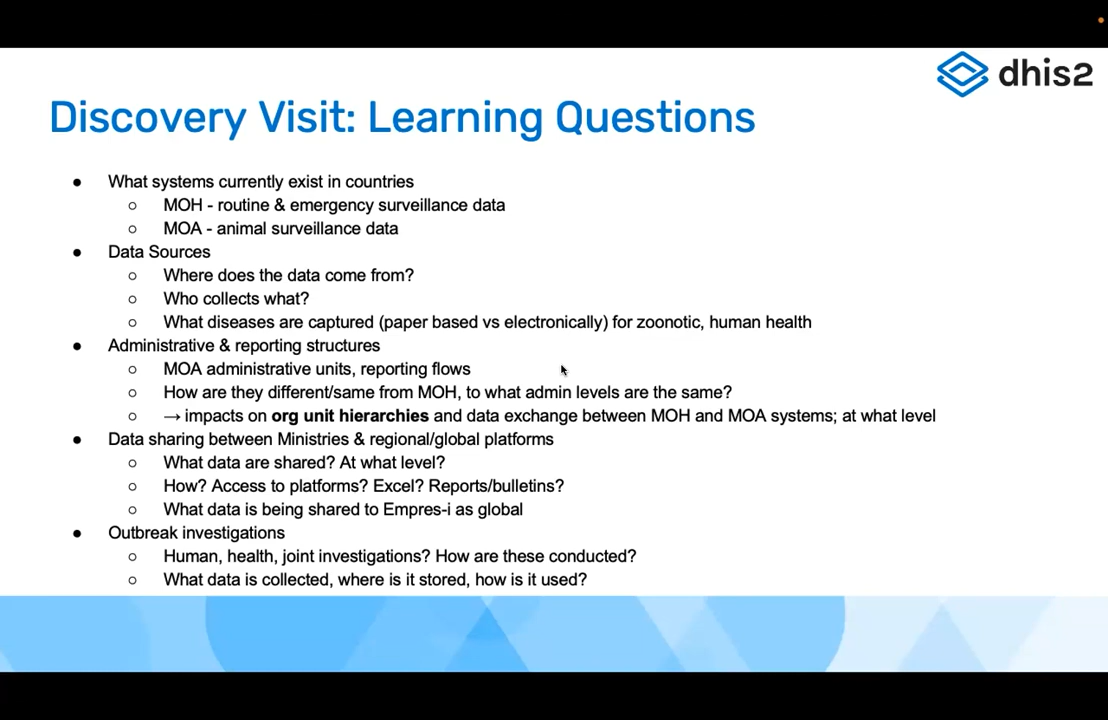 dhis2
Discovery Visit: Learning Questions
● What systems currently exist in countries
○ MOH - routine & emergency surveillance data
○ MOA - animal surveillance data
● Data Sources
○ Where does the data come from?
○ Who collects what?
○ What diseases are captured (paper based vs electronically) for zoonotic, human health
● Administrative & reporting structures
○ MOA administrative units, reporting flows
○ How are they different/same from MOH, to what admin levels are the same?
○ → impacts on org unit hierarchies and data exchange between MOH and MOA systems; at what level
● Data sharing between Ministries & regional/global platforms
○ What data are shared? At what level?
○ How? Access to platforms? Excel? Reports/bulletins?
○ What data is being shared to Empres-i as global
● Outbreak investigations
○ Human, health, joint investigations? How are these conducted?
○ What data is collected, where is it stored, how is it used?